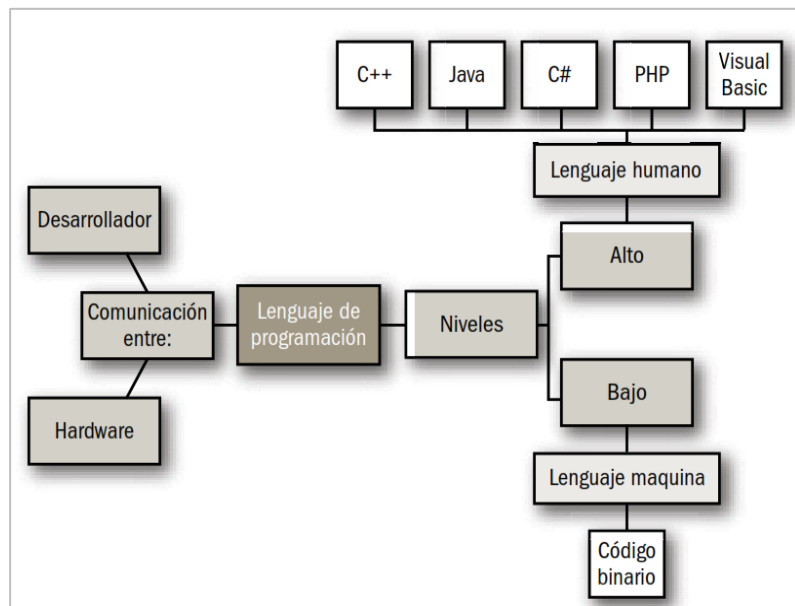 C++
Java
C#
PHP
Visual
Basic
Lenguaje humano
Desarrollador
Alto
Comunicación
entre:
Lenguaje de
programación
Niveles
Bajo
Hardware
Lenguaje maquina
Código
binario